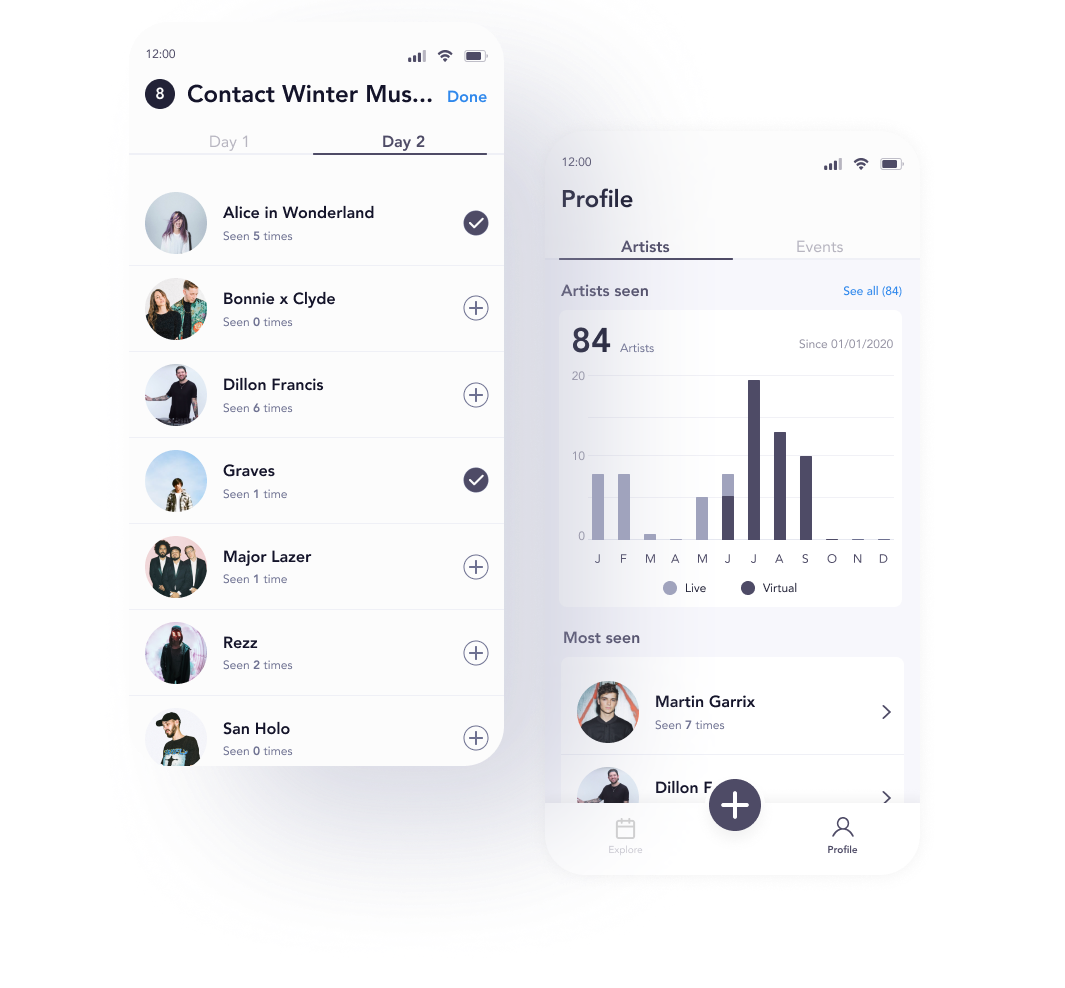 12:00
8 Contact Winter Mus... Done
Day 1 Day 2
Alice in Wonderland
Seen 5 times
Bonnie x Clyde
Seen 0 times
Dillon Francis
Seen 6 times
Graves
Seen 1 time
Major Lazer
Seen 1 time
Rezz
Seen 2 times
San Holo
Seen 0 times
12:00
Profile
Artists Events
Artists seen See all (84)
84 Artists Since 01/01/2020
20
10
0
J F M A M J J A S O N D
Live Virtual
Most seen
Martin Garrix
Seen 7 times
Dillon F
Explore Profile